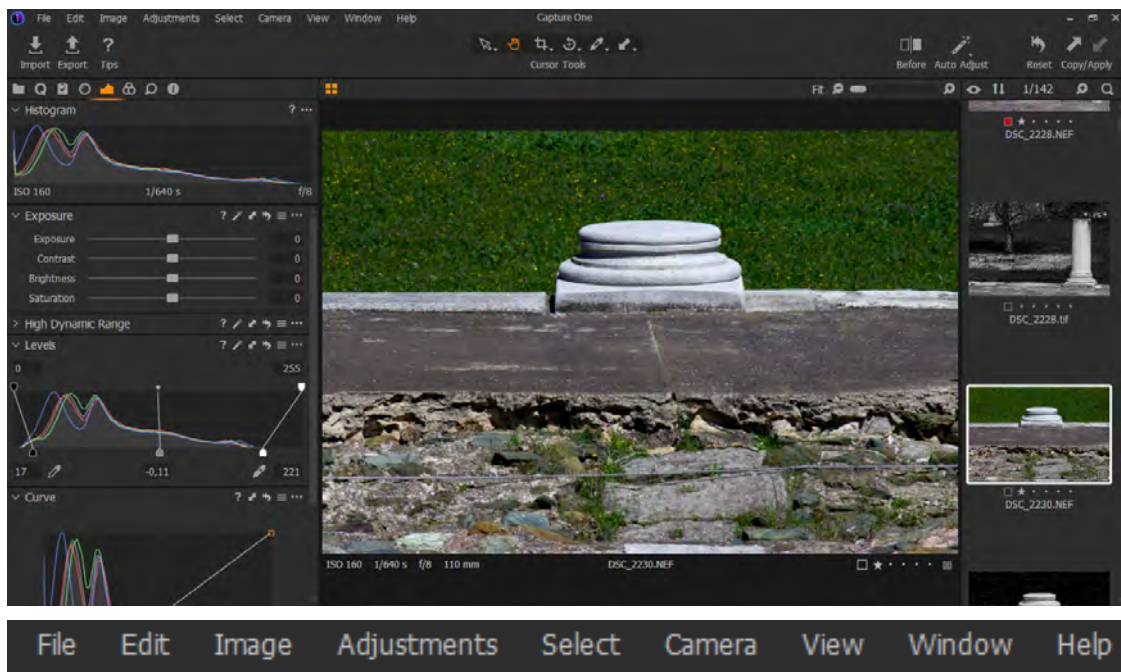 File Edit Image Adjustments Select Camera View Window Help Capture One
Import Export Tips Cursor Tools Before Auto Adjust Reset Copy/Apply
Fit 1/142
Histogram ? ...
DSC_2228.NEF
ISO 160 1/640 s f/8
Exposure ?
Exposure 0
Contrast 0
Brightness 0
Saturation 0
DSC_2228.tif
High Dynamic Range ?
Levels ?
0 255
17 -0,11 221
Curve ?
DSC_2230.NEF
ISO 160 1/640 s f/8 110 mm DSC_2230.NEF
File Edit Image Adjustments Select Camera View Window Help